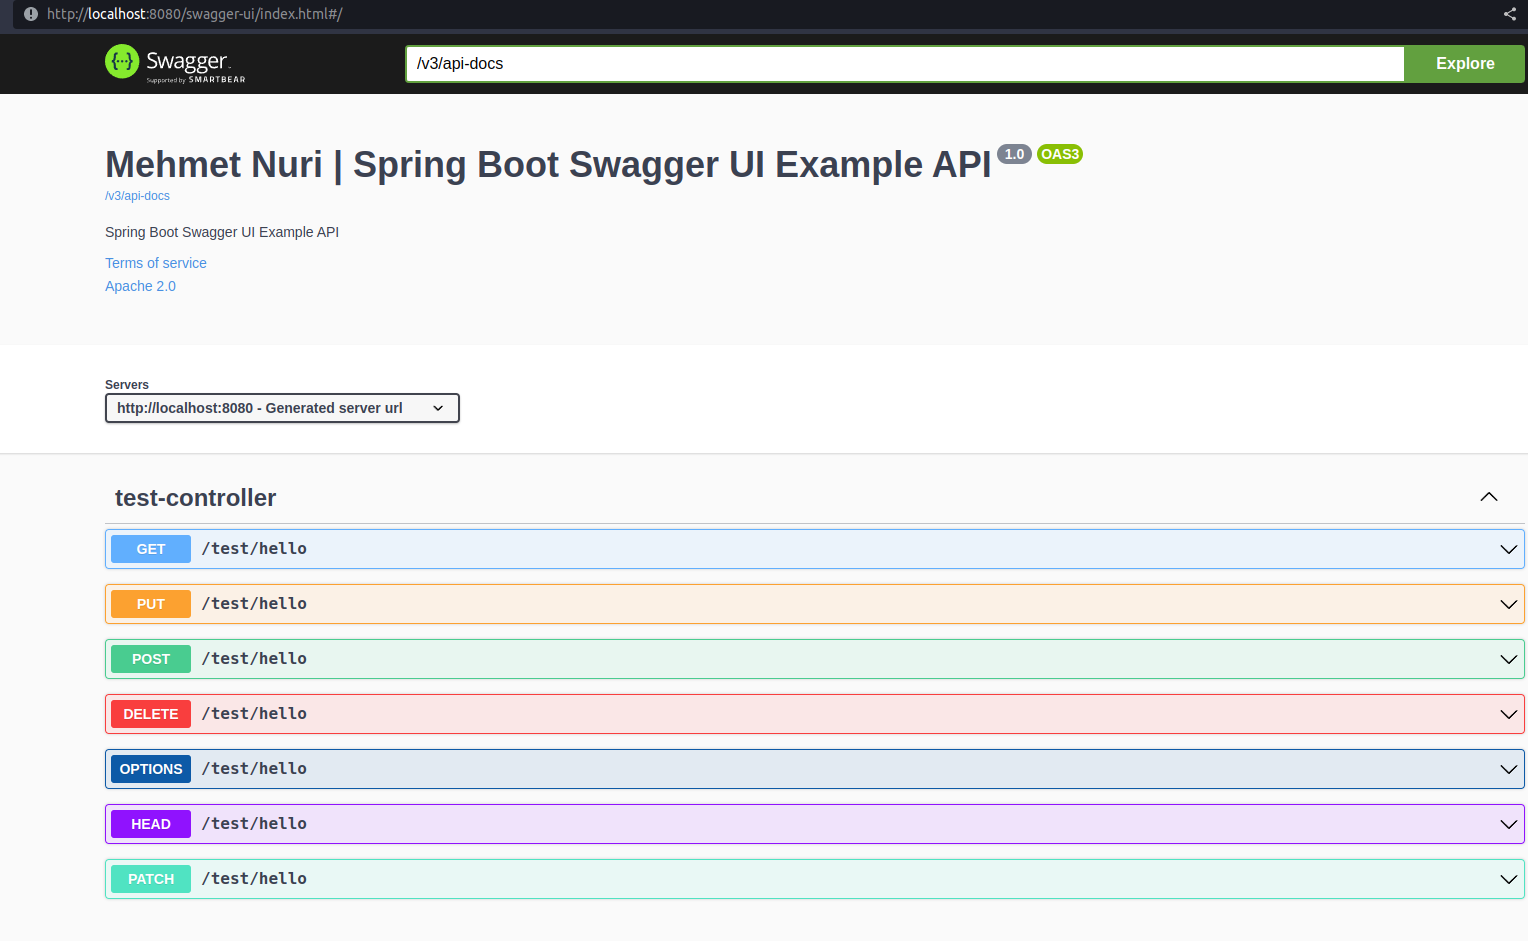 http://localhost:8080/swagger-ui/index.html#/
Swagger
Supported by SMARTBEAR
/v3/api-docs
Explore
Mehmet Nuri | Spring Boot Swagger UI Example API 1.0 OAS3
/v3/api-docs
Spring Boot Swagger UI Example API
Terms of service
Apache 2.0
Servers
http://localhost:8080 - Generated server url
test-controller
GET /test/hello
PUT /test/hello
POST /test/hello
DELETE /test/hello
OPTIONS /test/hello
HEAD /test/hello
PATCH /test/hello